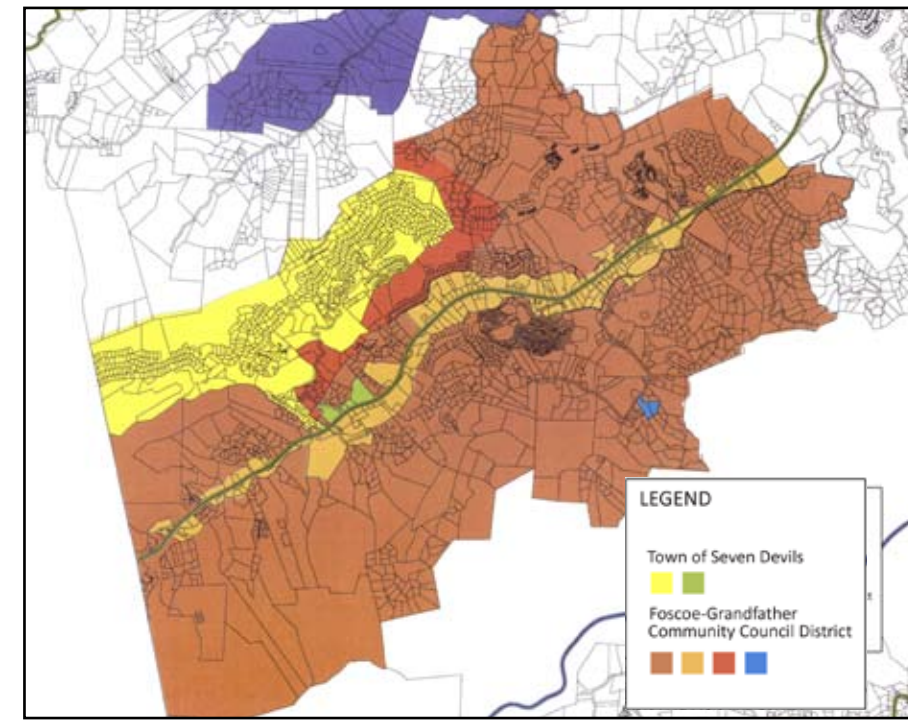 LEGEND
Town of Seven Devils
Foscoe-Grandfather
Community Council District